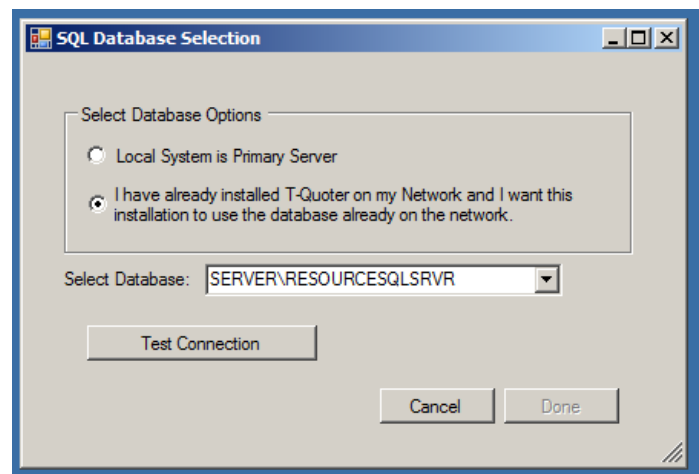 SQL Database Selection
Select Database Options
Local System is Primary Server
I have already installed T-Quoter on my Network and I want this
installation to use the database already on the network.
Select Database: SERVER\RESOURCESQLSRVR
Test Connection
Cancel Done